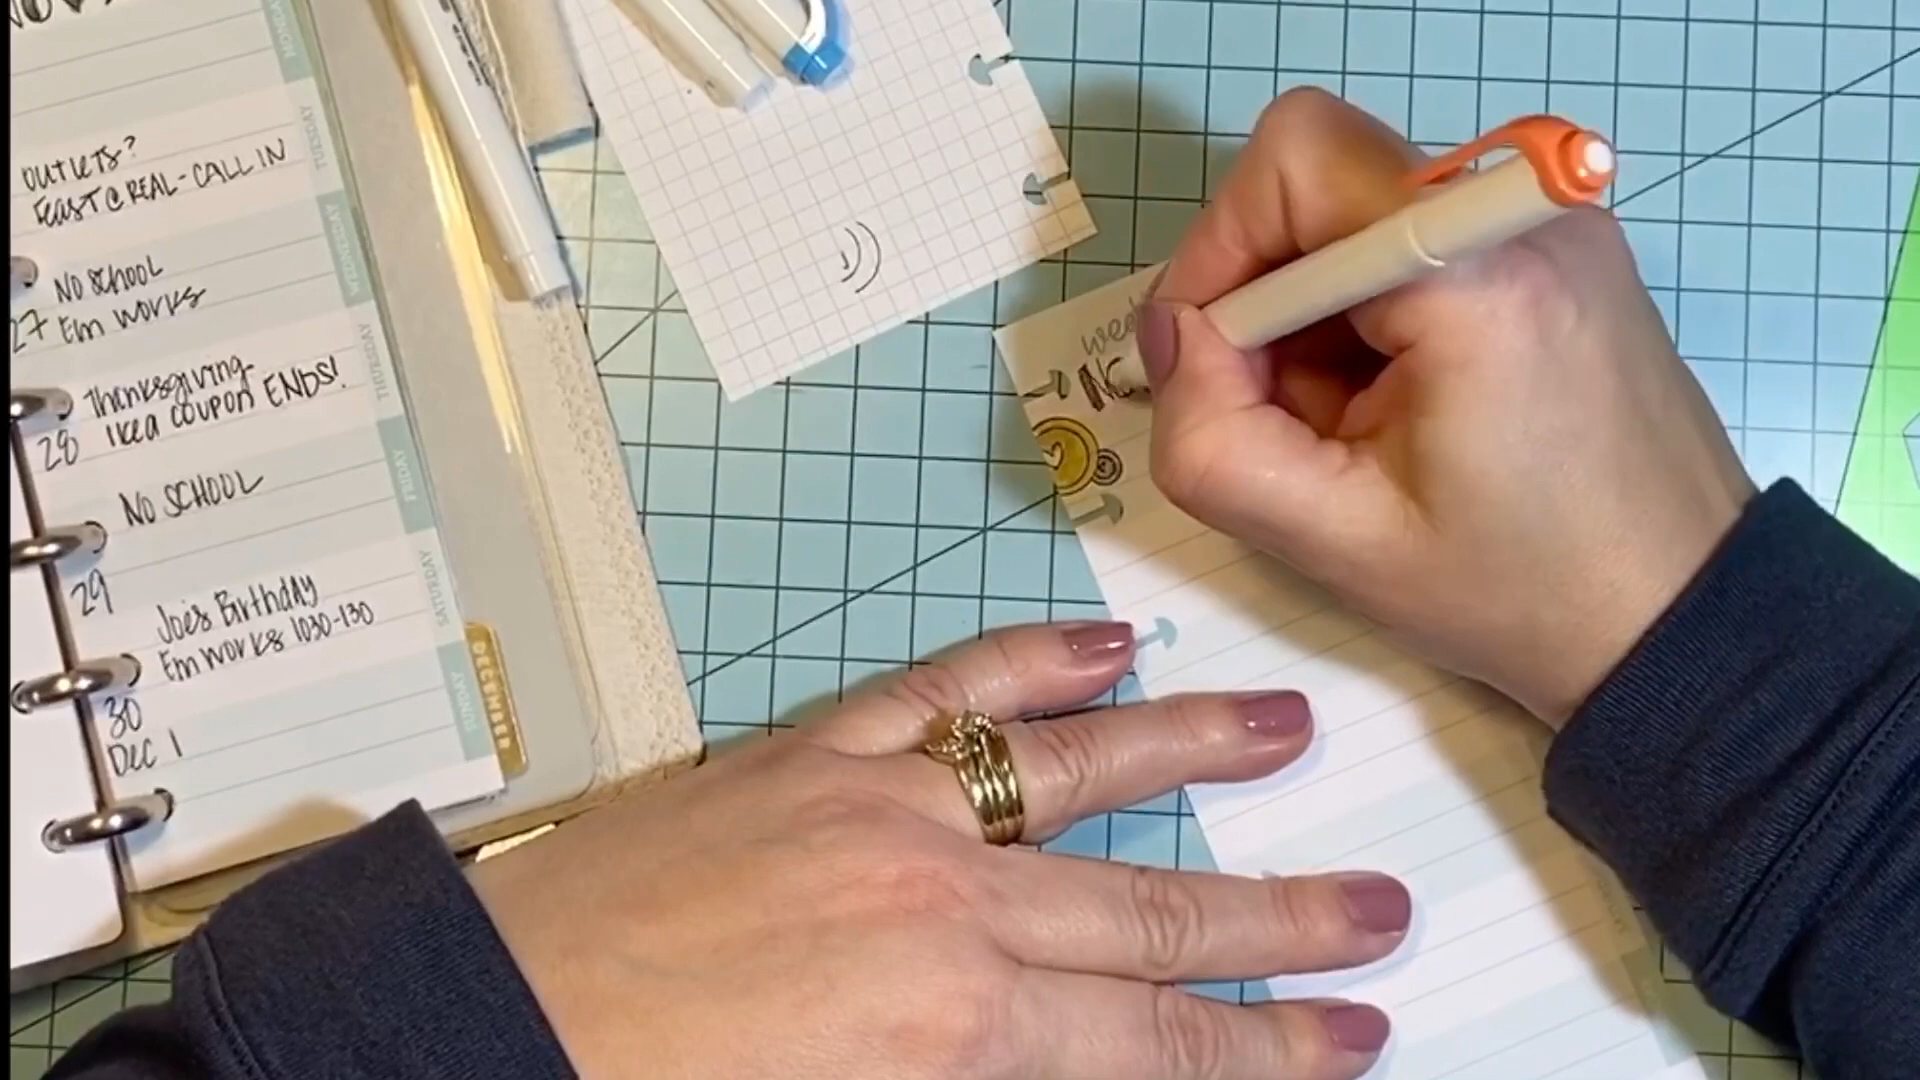 MONDAY
TUESDAY
OUTLETS?
FEAST @ REAL - CALL IN
WEDNESDAY
NO SCHOOL
27 Em works
THURSDAY
Thanksgiving
28 Ikea coupon ENDS!
FRIDAY
NO SCHOOL
29
SATURDAY
Joe's Birthday
Em works 1030-130
30
SUNDAY
Dec 1
DECEMBER